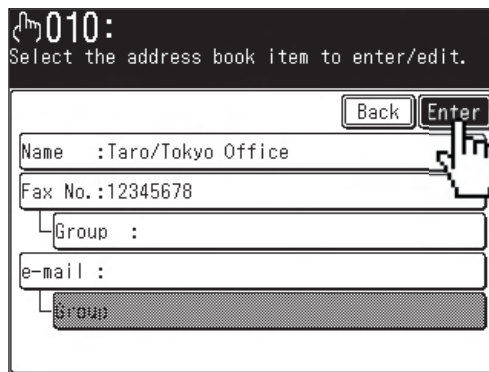 010:
Select the address book item to enter/edit.
Back Enter
Name :Taro/Tokyo Office
Fax No.:12345678
Group :
e-mail :
Group